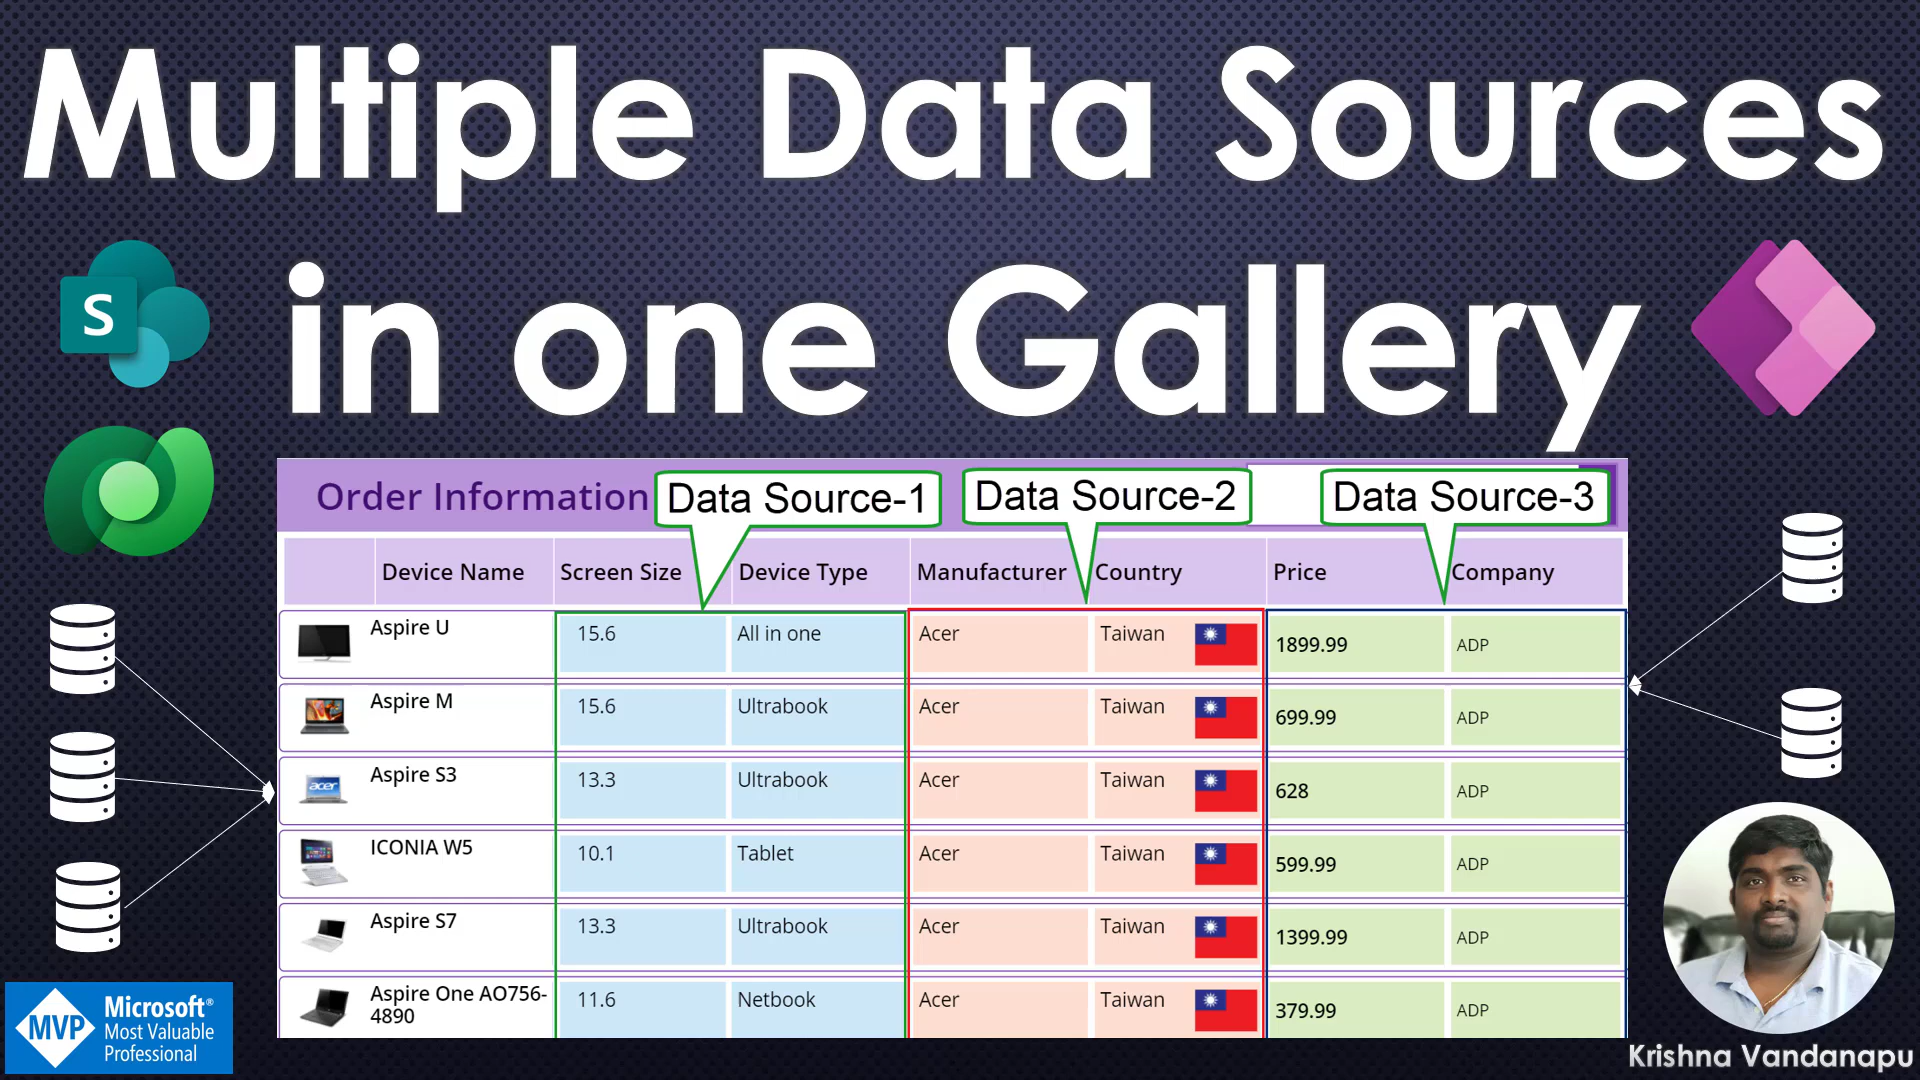 Multiple Data Sources
in one Gallery
S
Order Information
Data Source-1
Data Source-2
Data Source-3
Device Name Screen Size Device Type Manufacturer Country Price Company
Aspire U 15.6 All in one Acer Taiwan 1899.99 ADP
Aspire M 15.6 Ultrabook Acer Taiwan 699.99 ADP
Aspire S3 13.3 Ultrabook Acer Taiwan 628 ADP
acer
ICONIA W5 10.1 Tablet Acer Taiwan 599.99 ADP
Aspire S7 13.3 Ultrabook Acer Taiwan 1399.99 ADP
Aspire One AO756-
4890 11.6 Netbook Acer Taiwan 379.99 ADP
MVP
Microsoft®
Most Valuable
Professional
Krishna Vandanapu